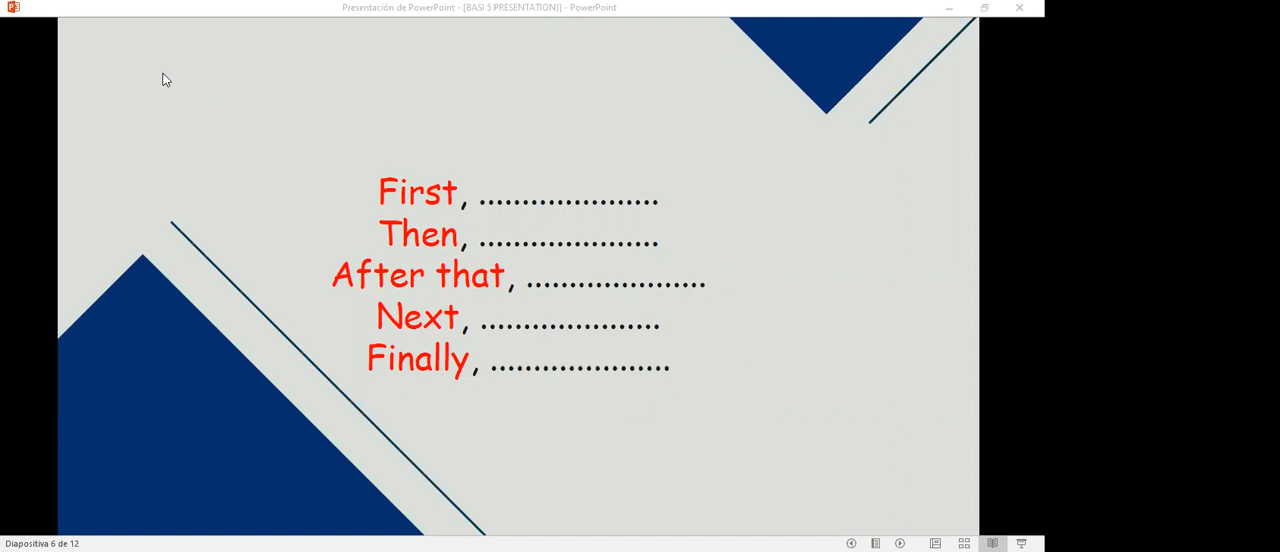 Presentación de PowerPoint - [BASI 5 PRESENTATION)] - PowerPoint
First, .....................
Then, .....................
After that, .....................
Next, .....................
Finally, .....................
Diapositiva 6 de 12